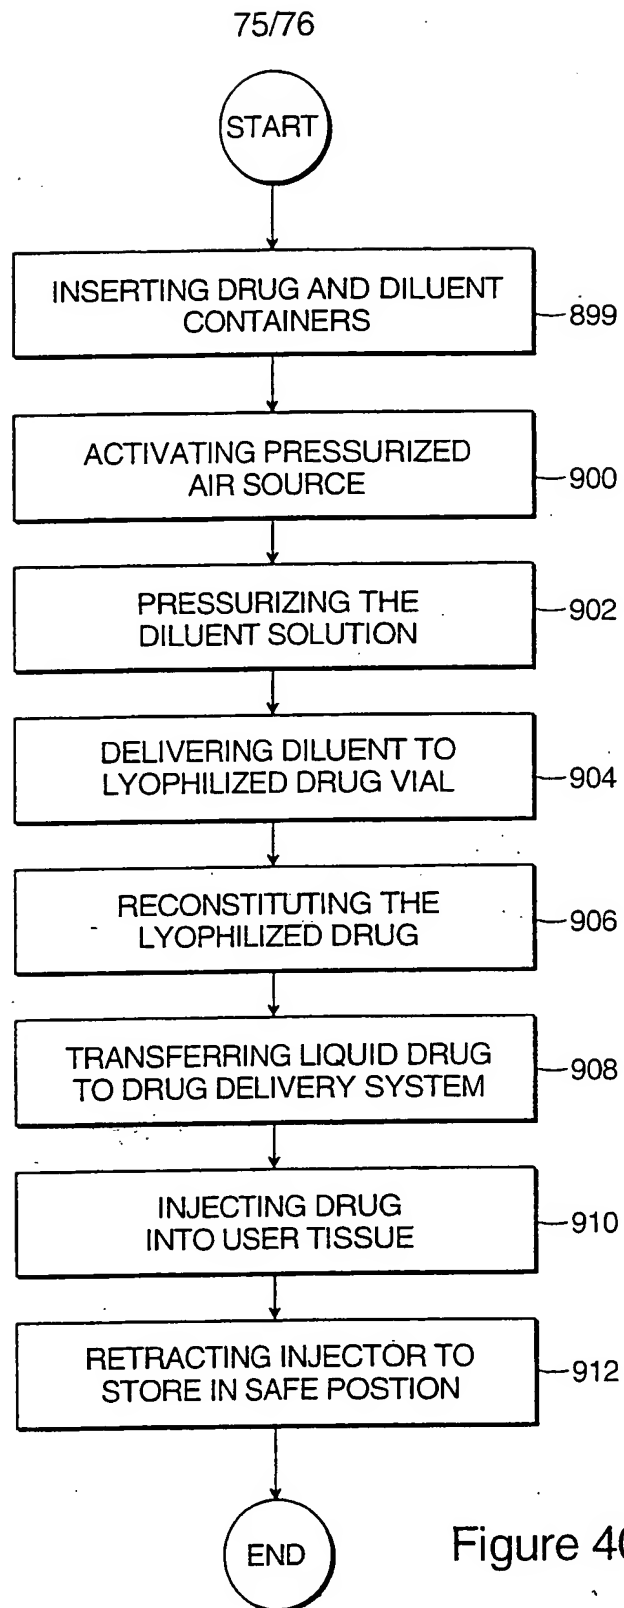 75/76
START
INSERTING DRUG AND DILUENT
CONTAINERS
899
ACTIVATING PRESSURIZED
AIR SOURCE
900
PRESSURIZING THE
DILUENT SOLUTION
902
DELIVERING DILUENT TO
LYOPHILIZED DRUG VIAL
904
RECONSTITUTING THE
LYOPHILIZED DRUG
906
TRANSFERRING LIQUID DRUG
TO DRUG DELIVERY SYSTEM
908
INJECTING DRUG
INTO USER TISSUE
910
RETRACTING INJECTOR TO
STORE IN SAFE POSTION
912
END
Figure